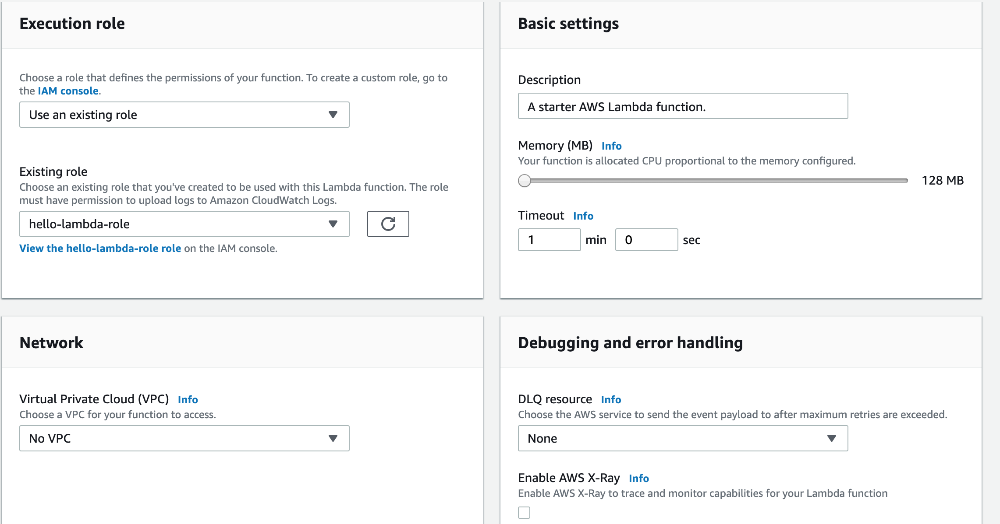 Execution role
Choose a role that defines the permissions of your function. To create a custom role, go to
the IAM console.
Use an existing role
Existing role
Choose an existing role that you've created to be used with this Lambda function. The role
must have permission to upload logs to Amazon CloudWatch Logs.
hello-lambda-role
View the hello-lambda-role role on the IAM console.
Basic settings
Description
A starter AWS Lambda function.
Memory (MB) Info
Your function is allocated CPU proportional to the memory configured.
128 MB
Timeout Info
1 min 0 sec
Network
Virtual Private Cloud (VPC) Info
Choose a VPC for your function to access.
No VPC
Debugging and error handling
DLQ resource Info
Choose the AWS service to send the event payload to after maximum retries are exceeded.
None
Enable AWS X-Ray Info
Enable AWS X-Ray to trace and monitor capabilities for your Lambda function